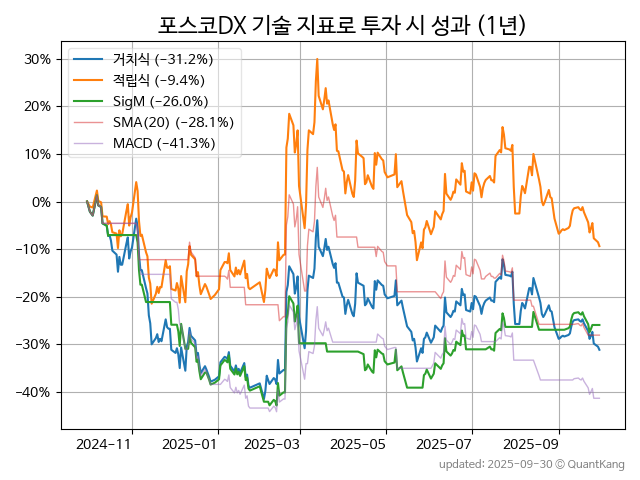 포스코DX 기술 지표로 투자 시 성과 (1년)
거치식 (−31.2%)
적립식 (−9.4%)
SigM (−26.0%)
SMA(20) (−28.1%)
MACD (−41.3%)
30%
20%
10%
0%
−10%
−20%
−30%
−40%
2024−11
2025−01
2025−03
2025−05
2025−07
2025−09
updated: 2025−09−30 © QuantKang